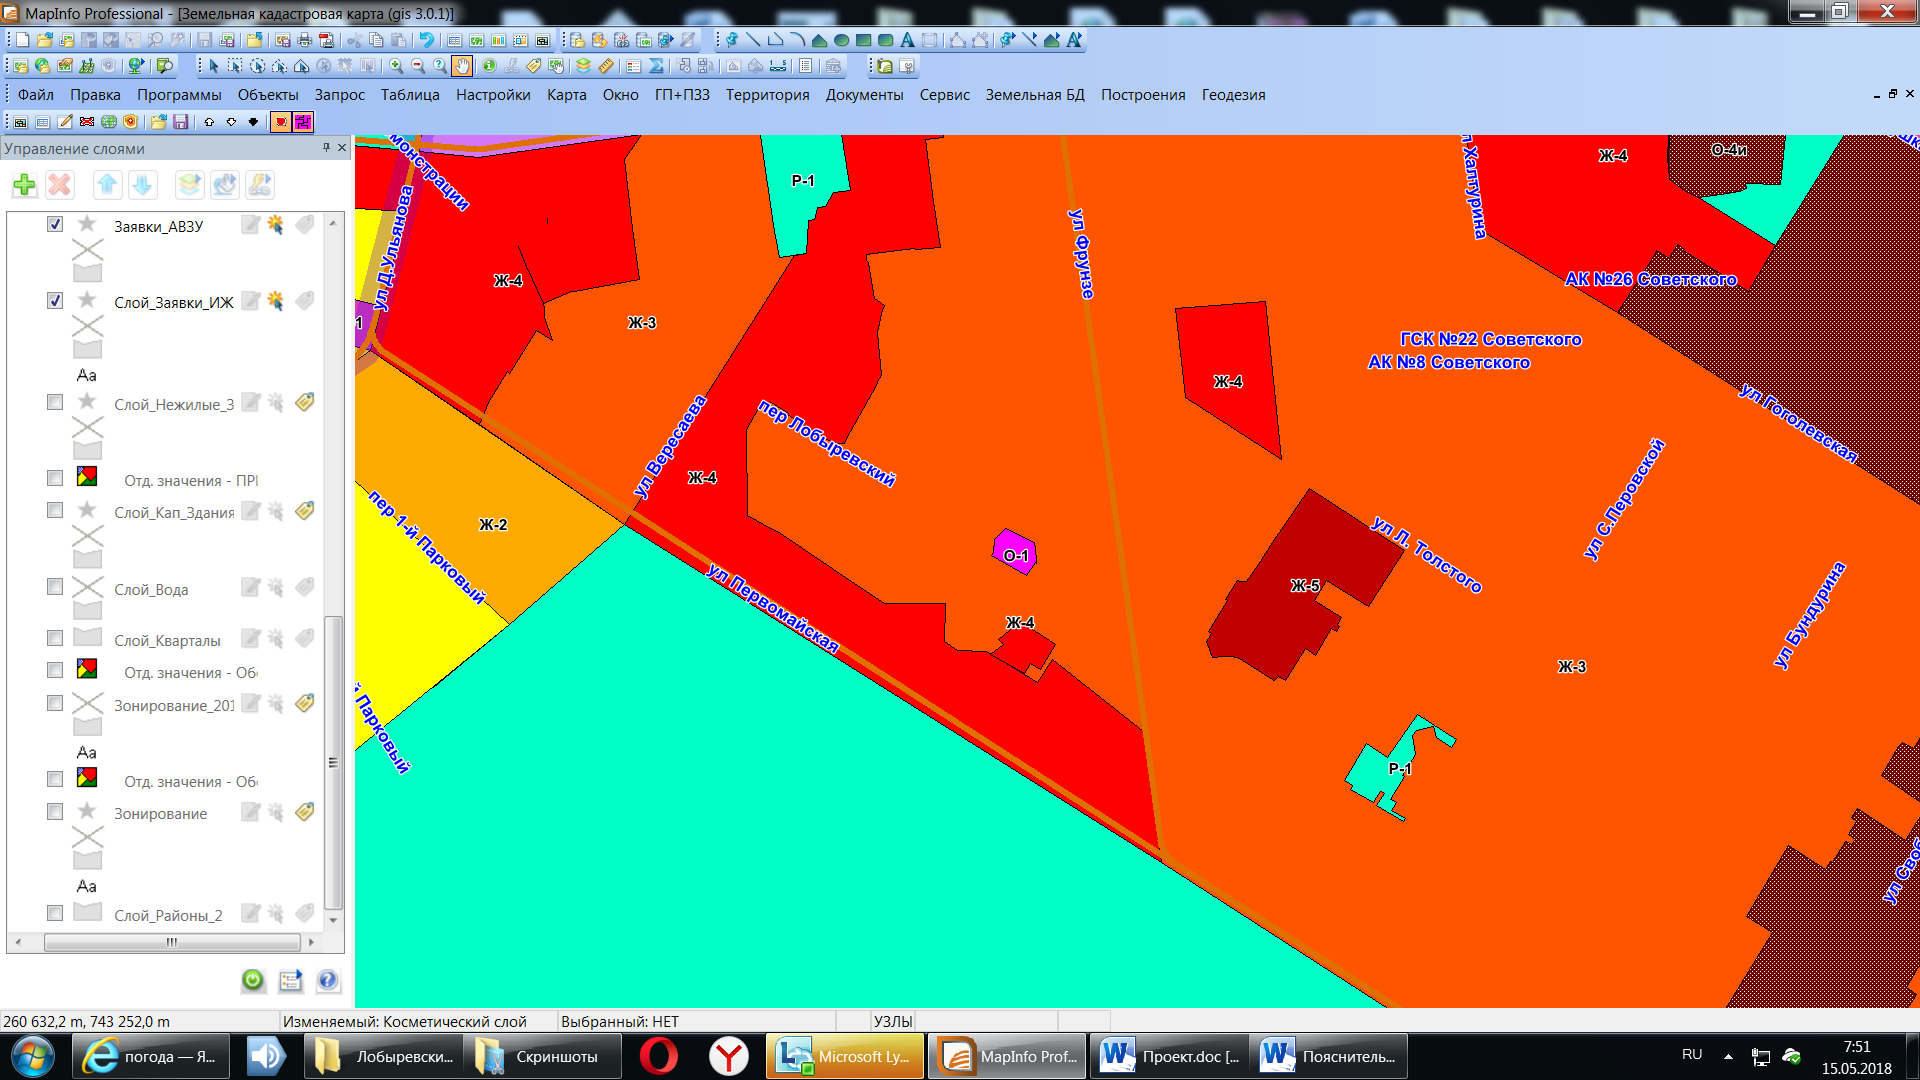 MapInfo Professional - [Земельная кадастровая карта (gis 3.0.1)]
Файл Правка Программы Объекты Запрос Таблица Настройки Карта Окно ГП+ПЗЗ Территория Документы Сервис Земельная БД Построения Геодезия
Управление слоями
Заявки_АВЗУ
Слой_Заявки_ИЖ
Aa
Слой_Нежилые_З
Отд. значения - ПРІ
Слой_Кап_Здания
Слой_Вода
Слой_Кварталы
Отд. значения - Об
Зонирование_201
Aa
Отд. значения - Об
Зонирование
Aa
Слой_Районы_2
монстрации
ул Д.Ульянова
Ж-4
Ж-3
Р-1
ул Фрунзе
ул Халтурина
Ж-4
О-4и
АК №26 Советского
ГСК №22 Советского
АК №8 Советского
1
Ж-4
ул Гоголевская
ул Вересаева
пер Лобыревский
Ж-4
ул С.Перовской
пер 1-й Парковый
Ж-2
О-1
ул Л. Толстого
Ж-5
ул Бундурина
ул Первомайская
Ж-4
Ж-3
й Парковый
Р-1
ул Своб
260 632,2 m, 743 252,0 m
Изменяемый: Косметический слой
Выбранный: НЕТ
УЗЛЫ
погода — Я...
Лобыревски...
Скриншоты
Microsoft Ly...
MapInfo Prof...
Проект.doc [...
Пояснитель...
RU
7:51
15.05.2018